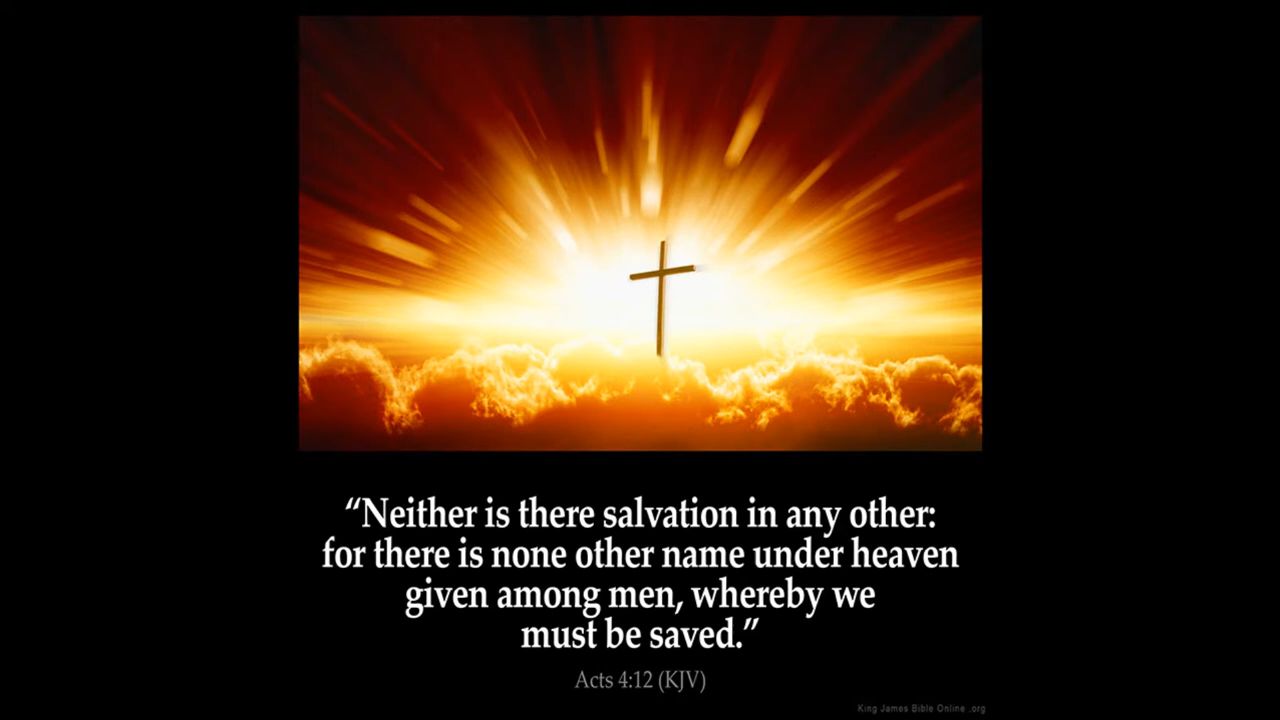 “Neither is there salvation in any other:
for there is none other name under heaven
given among men, whereby we
must be saved.”
Acts 4:12 (KJV)
King James Bible Online .org